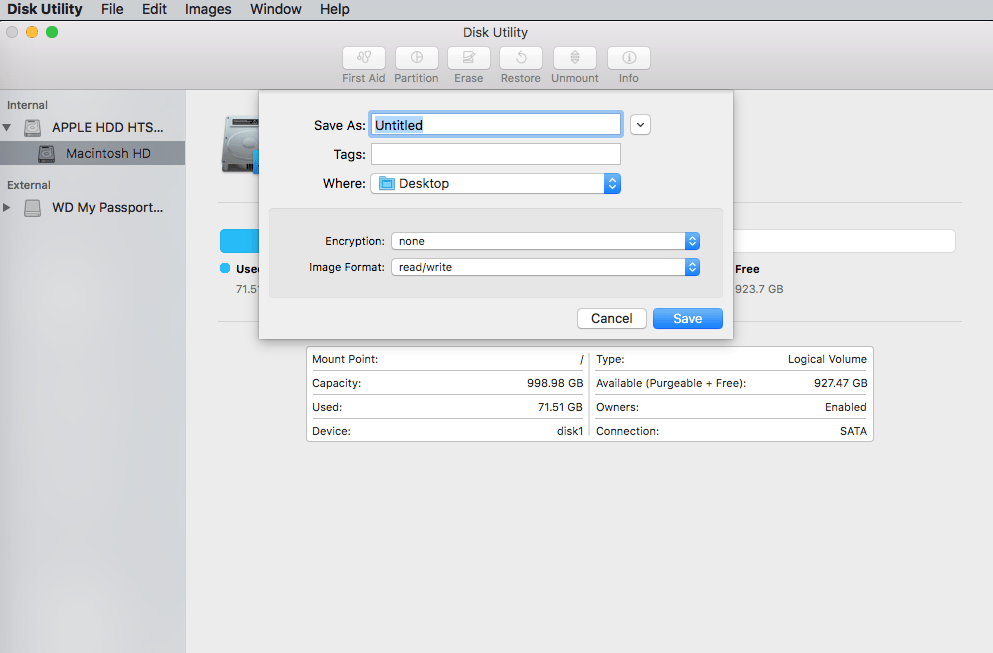 Disk Utility File Edit Images Window Help
Disk Utility
First Aid Partition Erase Restore Unmount Info
Internal
APPLE HDD HTS...
Macintosh HD
External
WD My Passport...
Save As: Untitled
Tags:
Where: Desktop
Encryption: none
Image Format: read/write
Cancel Save
Free
71.5
923.7 GB
Mount Point: / Type: Logical Volume
Capacity: 998.98 GB Available (Purgeable + Free): 927.47 GB
Used: 71.51 GB Owners: Enabled
Device: disk1 Connection: SATA